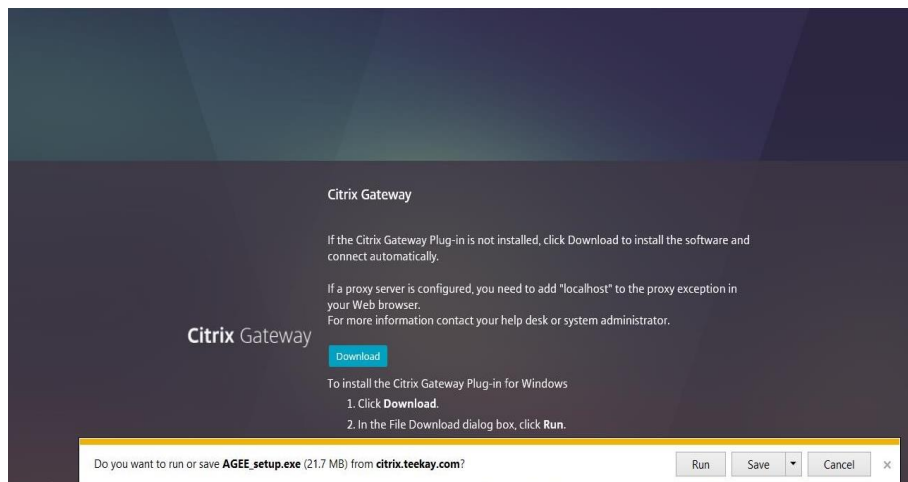 Citrix Gateway
If the Citrix Gateway Plug-in is not installed, click Download to install the software and
connect automatically.
If a proxy server is configured, you need to add "localhost" to the proxy exception in
your Web browser.
For more information contact your help desk or system administrator.
Citrix Gateway
Download
To install the Citrix Gateway Plug-in for Windows
1. Click Download.
2. In the File Download dialog box, click Run.
Do you want to run or save AGEE_setup.exe (21.7 MB) from citrix.teekay.com?
Run Save Cancel x